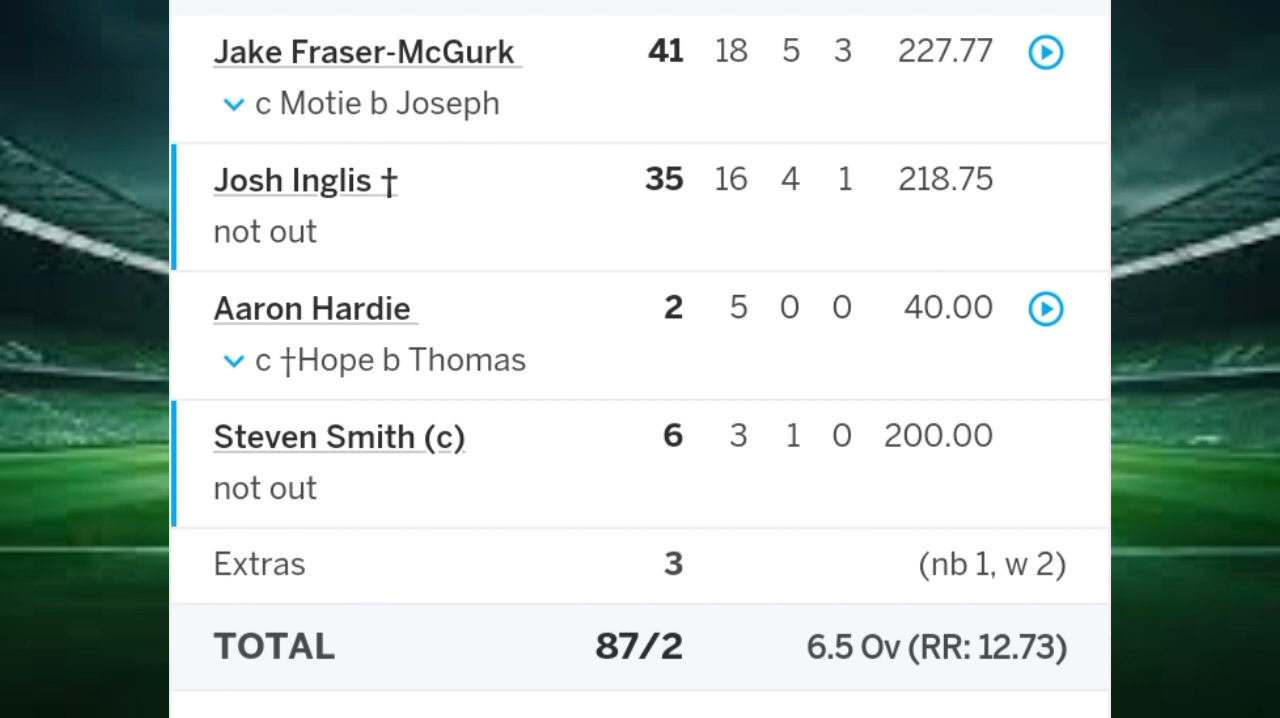 Jake Fraser-McGurk 41 18 5 3 227.77
c Motie b Joseph
Josh Inglis † 35 16 4 1 218.75
not out
Aaron Hardie 2 5 0 0 40.00
c †Hope b Thomas
Steven Smith (c) 6 3 1 0 200.00
not out
Extras 3 (nb 1, w 2)
TOTAL 87/2 6.5 Ov (RR: 12.73)